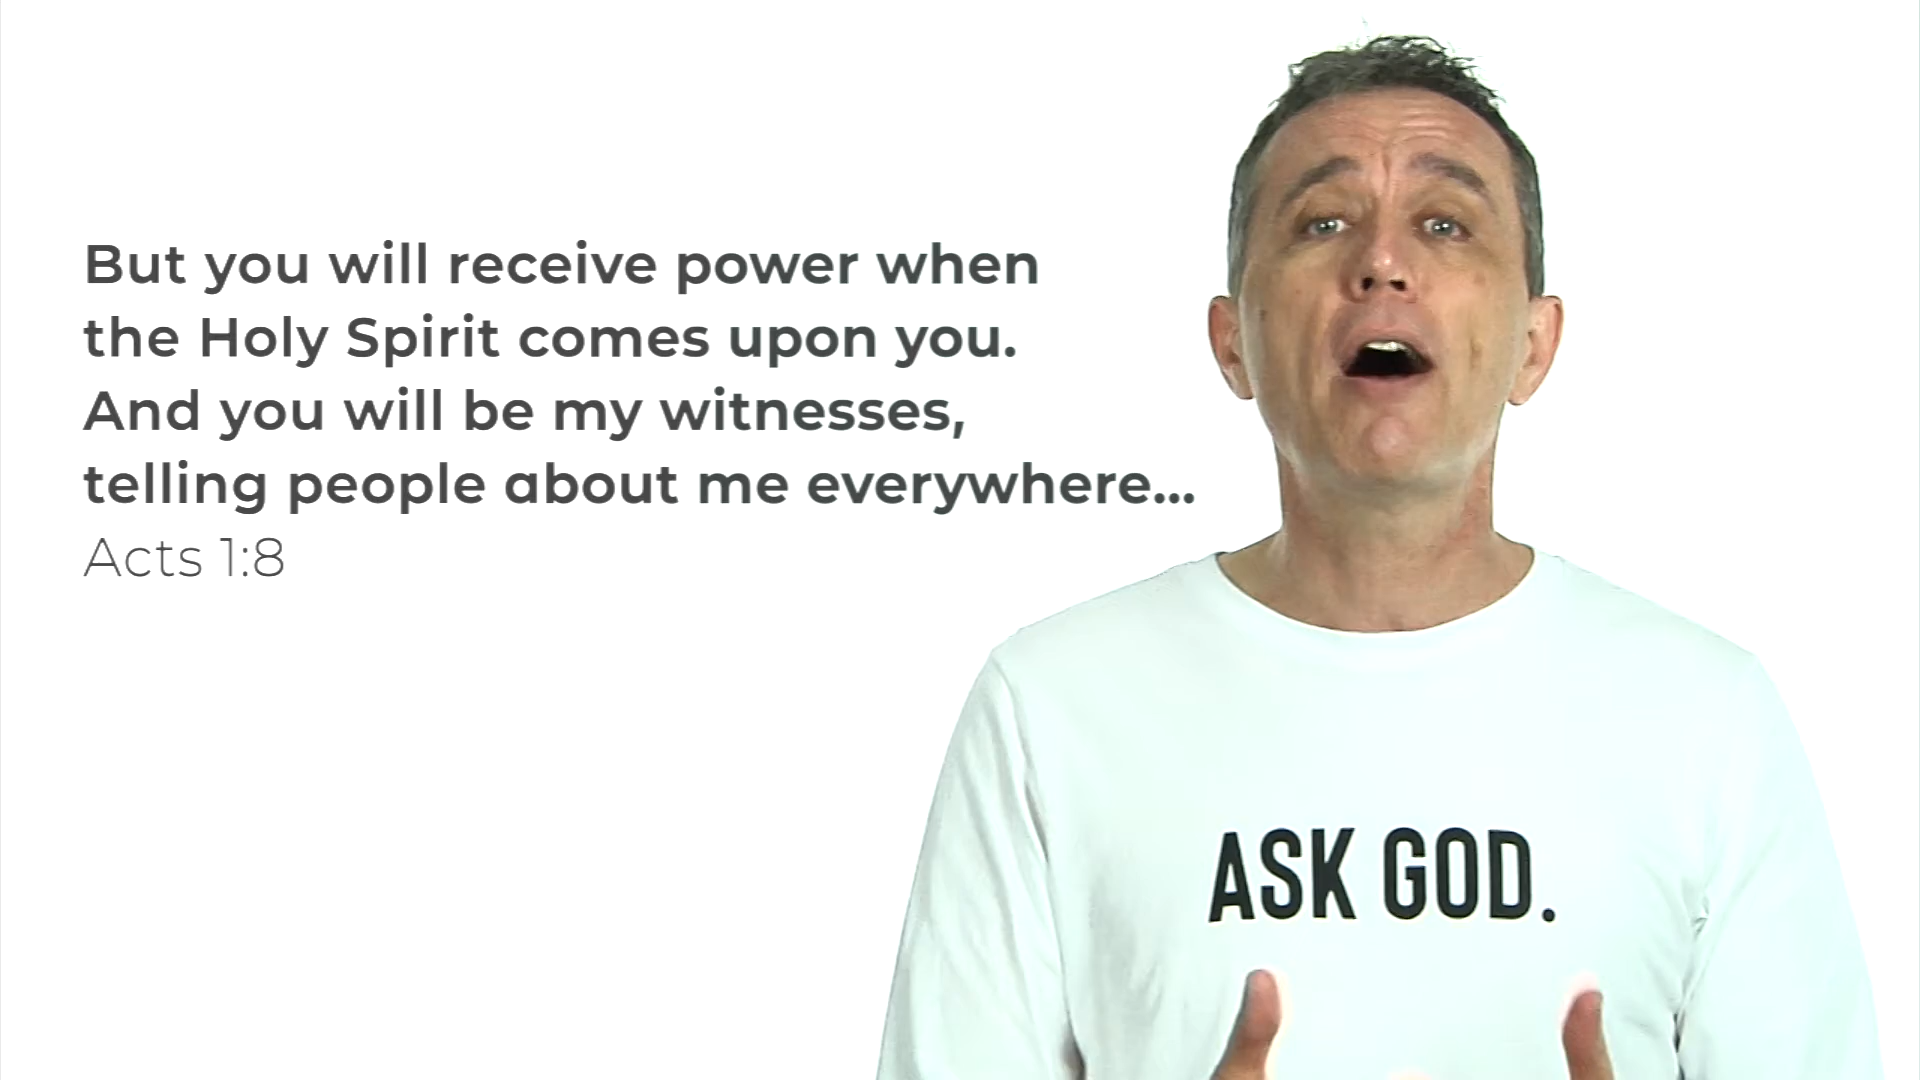 But you will receive power when
the Holy Spirit comes upon you.
And you will be my witnesses,
telling people about me everywhere...
Acts 1:8
ASK GOD.